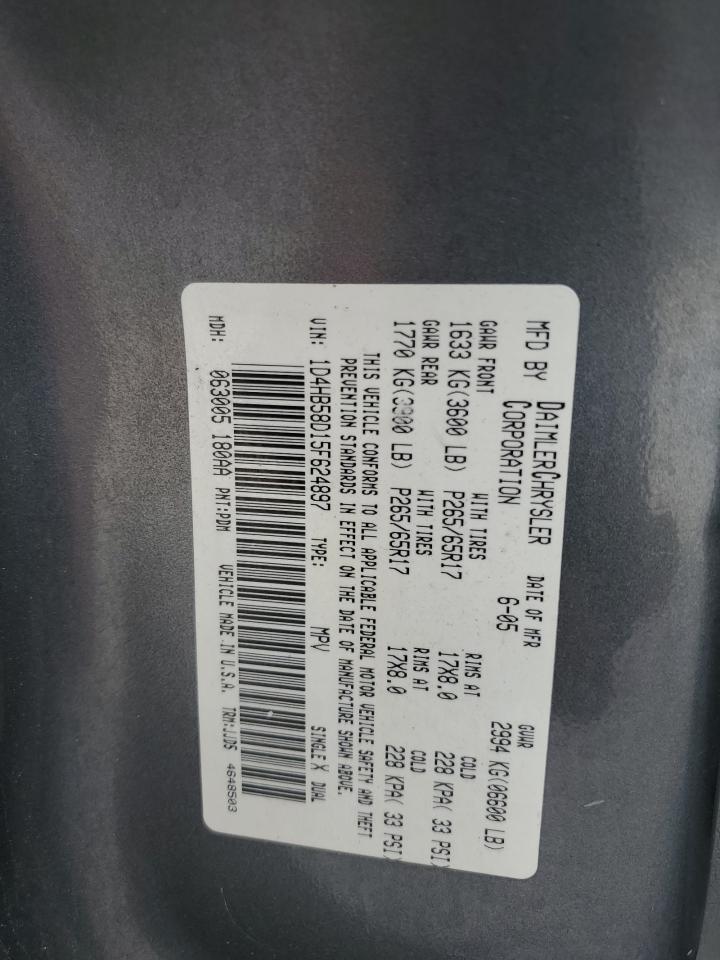 MFD BY DAIMLERCHRYSLER CORPORATION
DATE OF MFR 6-05
GVWR 2994 KG(06600 LB)
GAWR FRONT WITH TIRES RIMS AT COLD
1633 KG(3600 LB) P265/65R17 17X8.0 228 KPA( 33 PSI)
GAWR REAR WITH TIRES RIMS AT COLD
1770 KG(3900 LB) P265/65R17 17X8.0 228 KPA( 33 PSI)
THIS VEHICLE CONFORMS TO ALL APPLICABLE FEDERAL MOTOR VEHICLE SAFETY AND THEFT
PREVENTION STANDARDS IN EFFECT ON THE DATE OF MANUFACTURE SHOWN ABOVE.
VIN: 1D4HB58D15F624897 TYPE: MPV SINGLE X DUAL
MDH: 063005 180AA PNT:PDM VEHICLE MADE IN U.S.A. TRM:JJD5 4648503